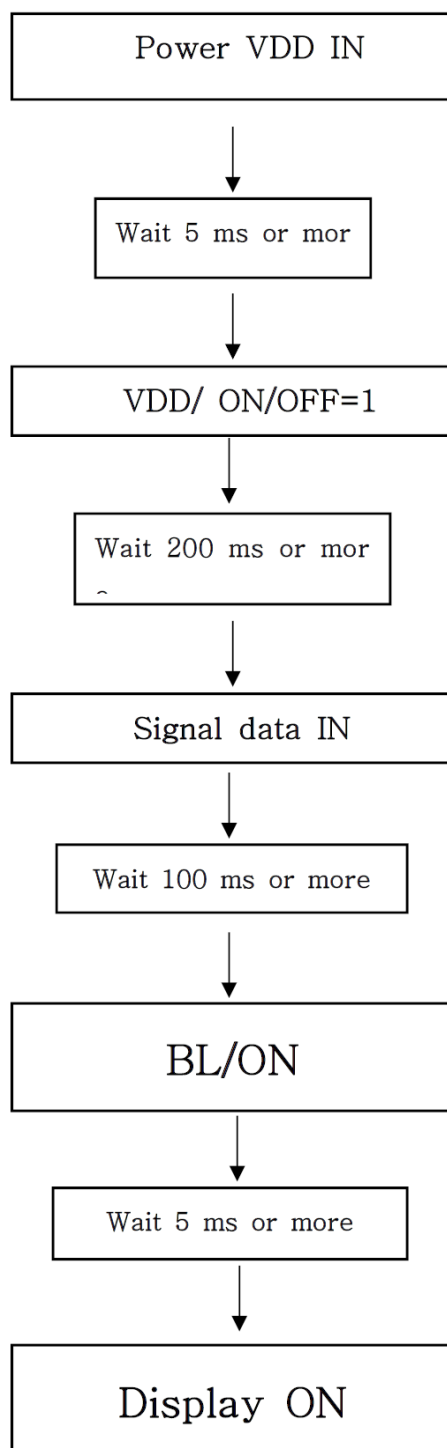 Power VDD IN
Wait 5 ms or mor
VDD/ ON/OFF=1
Wait 200 ms or mor
Signal data IN
Wait 100 ms or more
BL/ON
Wait 5 ms or more
Display ON